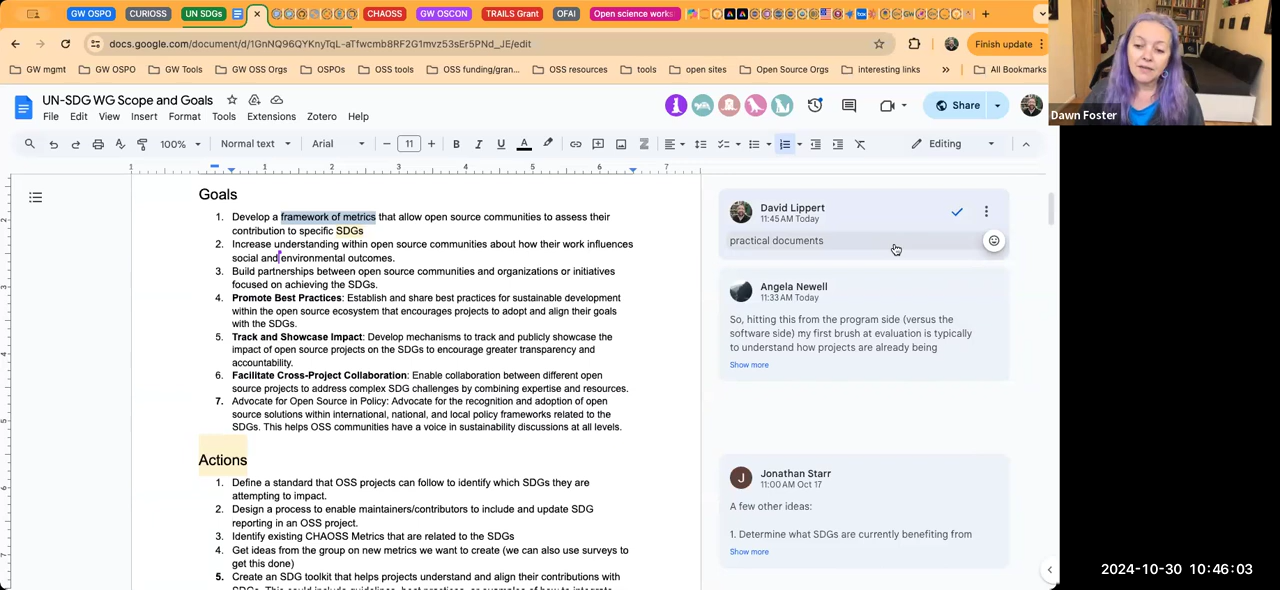 GW OSPO
CURIOSS
UN SDGs
CHAOSS
GW OSCON
TRAILS Grant
OFAI
Open science works
docs.google.com/document/d/1GnNQ96QYKnyTqL-aTfwcmb8RF2G1mvz53sEr5PNd_JE/edit
Finish update
GW mgmt
GW OSPO
GW Tools
GW OSS Orgs
OSPOs
OSS tools
OSS funding/gran...
OSS resources
tools
open sites
Open Source Orgs
interesting links
All Bookmarks
Dawn Foster
UN-SDG WG Scope and Goals
File Edit View Insert Format Tools Extensions Zotero Help
Share
100% Normal text Arial 11 Editing
1 1 2 3 4 5 6 7
Goals
1. Develop a framework of metrics that allow open source communities to assess their
contribution to specific SDGs
2. Increase understanding within open source communities about how their work influences
social and environmental outcomes.
3. Build partnerships between open source communities and organizations or initiatives
focused on achieving the SDGs.
4. Promote Best Practices: Establish and share best practices for sustainable development
within the open source ecosystem that encourages projects to adopt and align their goals
with the SDGs.
5. Track and Showcase Impact: Develop mechanisms to track and publicly showcase the
impact of open source projects on the SDGs to encourage greater transparency and
accountability.
6. Facilitate Cross-Project Collaboration: Enable collaboration between different open
source projects to address complex SDG challenges by combining expertise and resources.
7. Advocate for Open Source in Policy: Advocate for the recognition and adoption of open
source solutions within international, national, and local policy frameworks related to the
SDGs. This helps OSS communities have a voice in sustainability discussions at all levels.
Actions
1. Define a standard that OSS projects can follow to identify which SDGs they are
attempting to impact.
2. Design a process to enable maintainers/contributors to include and update SDG
reporting in an OSS project.
3. Identify existing CHAOSS Metrics that are related to the SDGs
4. Get ideas from the group on new metrics we want to create (we can also use surveys to
get this done)
5. Create an SDG toolkit that helps projects understand and align their contributions with
David Lippert
11:45 AM Today
practical documents
Angela Newell
11:33 AM Today
So, hitting this from the program side (versus the
software side) my first brush at evaluation is typically
to understand how projects are already being
Show more
J
Jonathan Starr
11:00 AM Oct 17
A few other ideas:
1. Determine what SDGs are currently benefiting from
Show more
2024-10-30 10:46:03